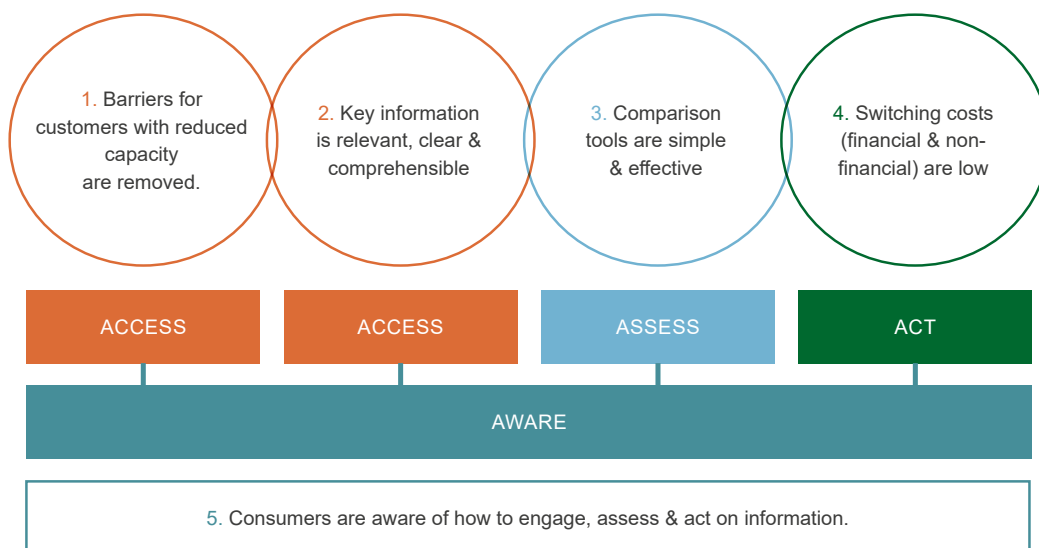 1. Barriers for
customers with reduced
capacity
are removed.
2. Key information
is relevant, clear &
comprehensible
3. Comparison
tools are simple
& effective
4. Switching costs
(financial & non-
financial) are low
ACCESS
ACCESS
ASSESS
ACT
AWARE
5. Consumers are aware of how to engage, assess & act on information.